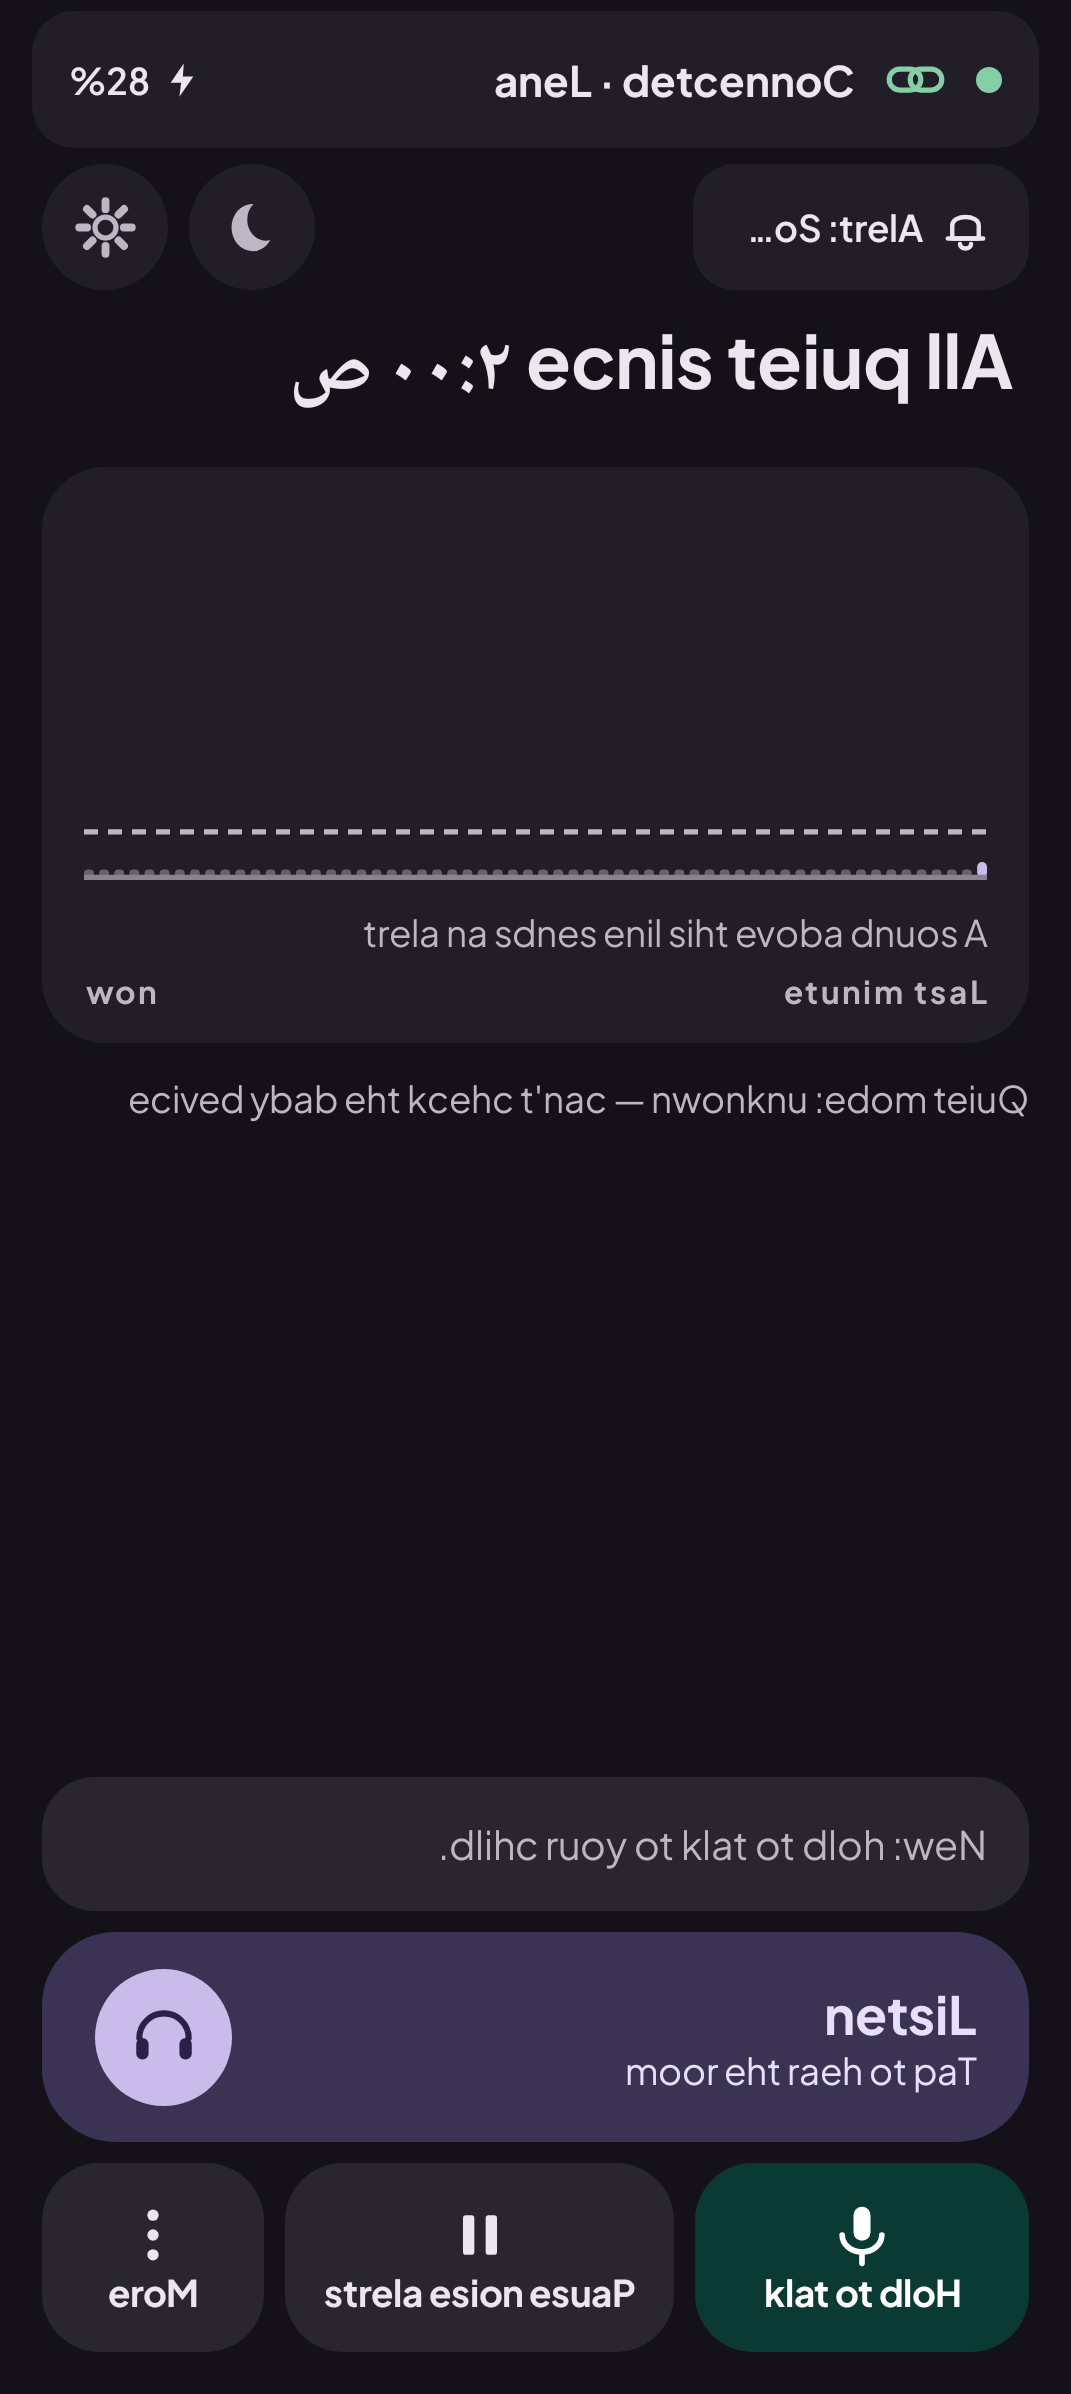 aneL · detcennoC
%28
…oS :trelA
ص ٠٠:٢ ecnis teiuq llA
trela na sdnes enil siht evoba dnuos A
etunim tsaL
won
ecived ybab eht kcehc t'nac — nwonknu :edom teiuQ
.dlihc ruoy ot klat ot dloh :weN
netsiL
moor eht raeh ot paT
klat ot dloH
strela esion esuaP
eroM